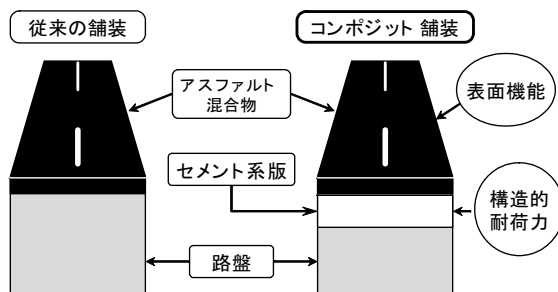 従来の舗装
コンポジット 舗装
アスファルト
混合物
表面機能
セメント系版
構造的
耐荷力
路盤